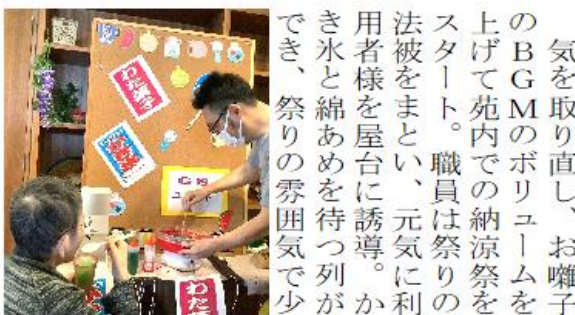 気を取り直し、お囃子
のBGMのボリュームを
上げて苑内での納涼祭を
スタート。職員は祭りの
法被をまとい、元気に利
用者様を屋台に誘導。か
き氷と綿あめを待つ列が
でき、祭りの雰囲気で少
わた菓子
わた